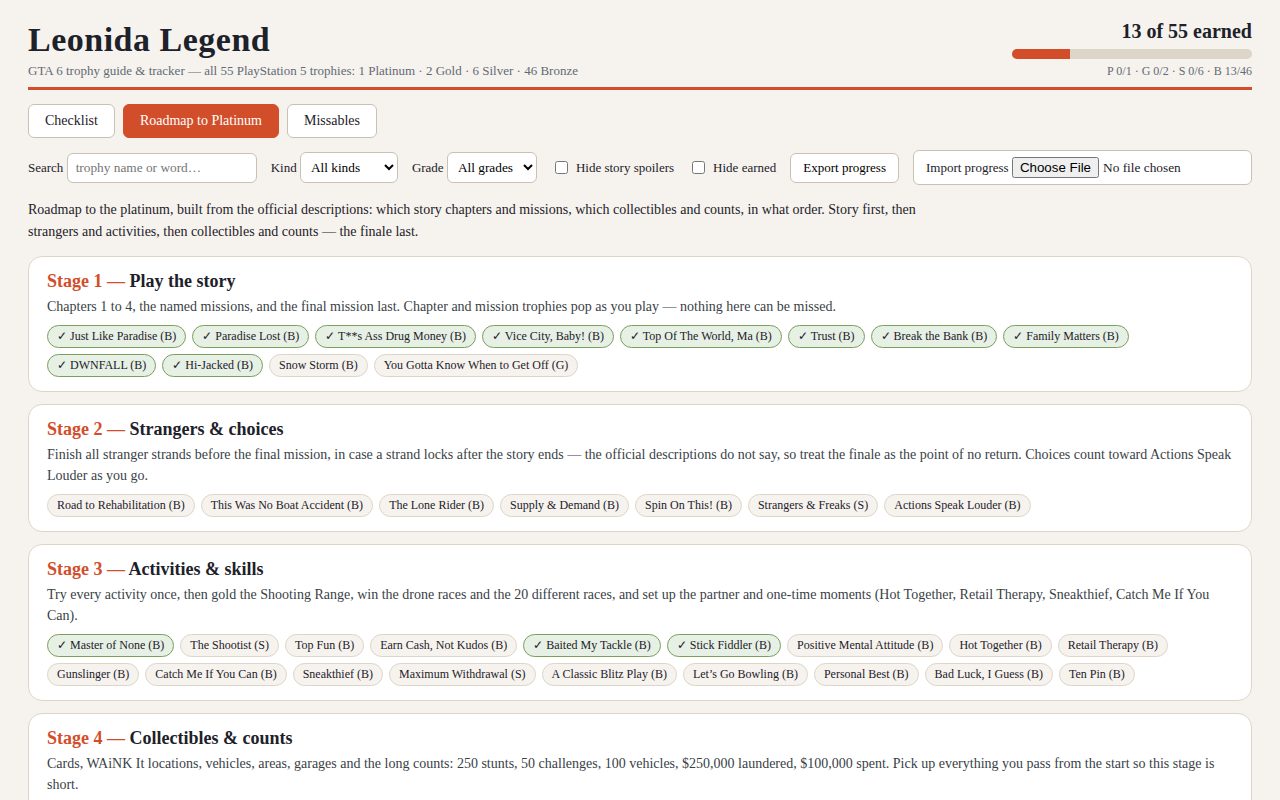 Leonida Legend
13 of 55 earned
GTA 6 trophy guide & tracker — all 55 PlayStation 5 trophies: 1 Platinum · 2 Gold · 6 Silver · 46 Bronze
P 0/1 · G 0/2 · S 0/6 · B 13/46
Checklist Roadmap to Platinum Missables
Search trophy name or word… Kind All kinds Grade All grades Hide story spoilers Hide earned Export progress Import progress Choose File No file chosen
Roadmap to the platinum, built from the official descriptions: which story chapters and missions, which collectibles and counts, in what order. Story first, then
strangers and activities, then collectibles and counts — the finale last.
Stage 1 — Play the story
Chapters 1 to 4, the named missions, and the final mission last. Chapter and mission trophies pop as you play — nothing here can be missed.
✓ Just Like Paradise (B) ✓ Paradise Lost (B) ✓ T**s Ass Drug Money (B) ✓ Vice City, Baby! (B) ✓ Top Of The World, Ma (B) ✓ Trust (B) ✓ Break the Bank (B) ✓ Family Matters (B)
✓ DWNFALL (B) ✓ Hi-Jacked (B) Snow Storm (B) You Gotta Know When to Get Off (G)
Stage 2 — Strangers & choices
Finish all stranger strands before the final mission, in case a strand locks after the story ends — the official descriptions do not say, so treat the finale as the point of no return. Choices count toward Actions Speak
Louder as you go.
Road to Rehabilitation (B) This Was No Boat Accident (B) The Lone Rider (B) Supply & Demand (B) Spin On This! (B) Strangers & Freaks (S) Actions Speak Louder (B)
Stage 3 — Activities & skills
Try every activity once, then gold the Shooting Range, win the drone races and the 20 different races, and set up the partner and one-time moments (Hot Together, Retail Therapy, Sneakthief, Catch Me If You
Can).
✓ Master of None (B) The Shootist (S) Top Fun (B) Earn Cash, Not Kudos (B) ✓ Baited My Tackle (B) ✓ Stick Fiddler (B) Positive Mental Attitude (B) Hot Together (B) Retail Therapy (B)
Gunslinger (B) Catch Me If You Can (B) Sneakthief (B) Maximum Withdrawal (S) A Classic Blitz Play (B) Let’s Go Bowling (B) Personal Best (B) Bad Luck, I Guess (B) Ten Pin (B)
Stage 4 — Collectibles & counts
Cards, WAiNK It locations, vehicles, areas, garages and the long counts: 250 stunts, 50 challenges, 100 vehicles, $250,000 laundered, $100,000 spent. Pick up everything you pass from the start so this stage is
short.